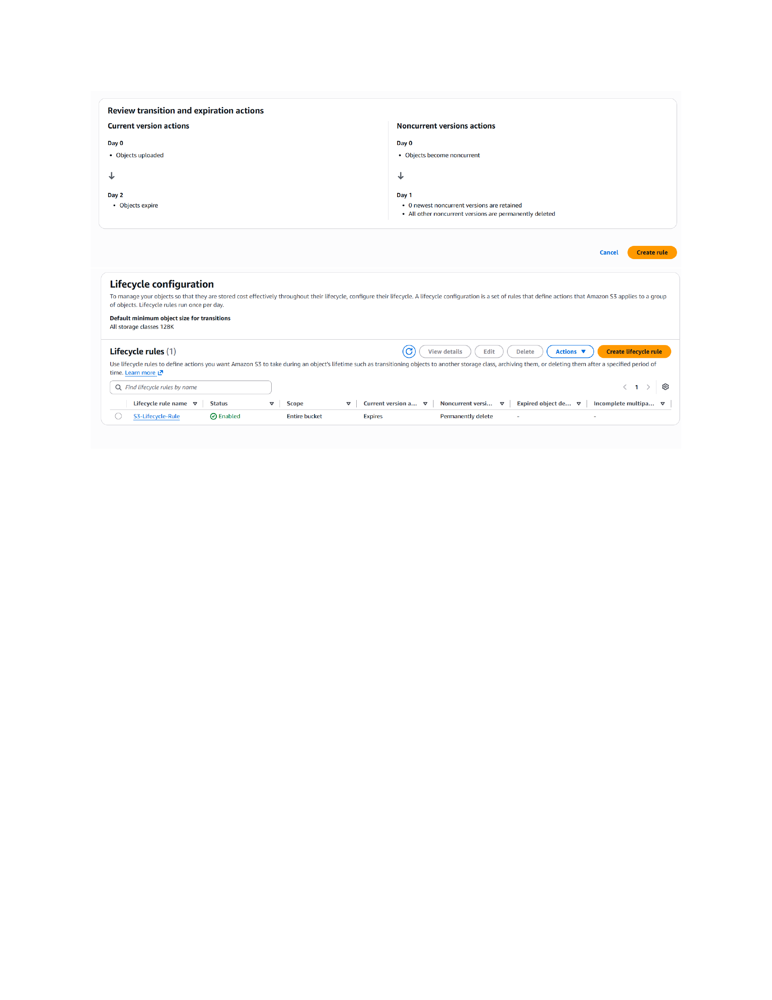 Review transition and expiration actions
Current version actions
Day 0
• Objects uploaded
↓
Day 2
• Objects expire
Noncurrent versions actions
Day 0
• Objects become noncurrent
↓
Day 1
• 0 newest noncurrent versions are retained
• All other noncurrent versions are permanently deleted
Cancel Create rule
Lifecycle configuration
To manage your objects so that they are stored cost effectively throughout their lifecycle, configure their lifecycle. A lifecycle configuration is a set of rules that define actions that Amazon S3 applies to a group
of objects. Lifecycle rules run once per day.
Default minimum object size for transitions
All storage classes 128K
Lifecycle rules (1) View details Edit Delete Actions ▼ Create lifecycle rule
Use lifecycle rules to define actions you want Amazon S3 to take during an object's lifetime such as transitioning objects to another storage class, archiving them, or deleting them after a specified period of
time. Learn more
Find lifecycle rules by name < 1 >
Lifecycle rule name Status Scope Current version a... Noncurrent versi... Expired object de... Incomplete multipa...
S3-Lifecycle-Rule Enabled Entire bucket Expires Permanently delete - -